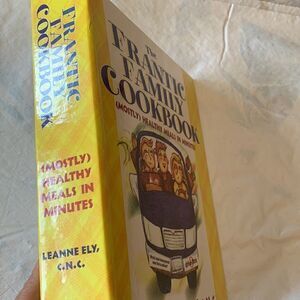 FRANTIC
FAMILY
COOKBOOK
(MOSTLY)
HEALTHY
MEALS IN
MINUTES
LEANNE ELY,
C.N.C.
The
FRANTIC
FAMILY
COOKBOOK
(MOSTLY) HEALTHY MEALS IN MINUTES